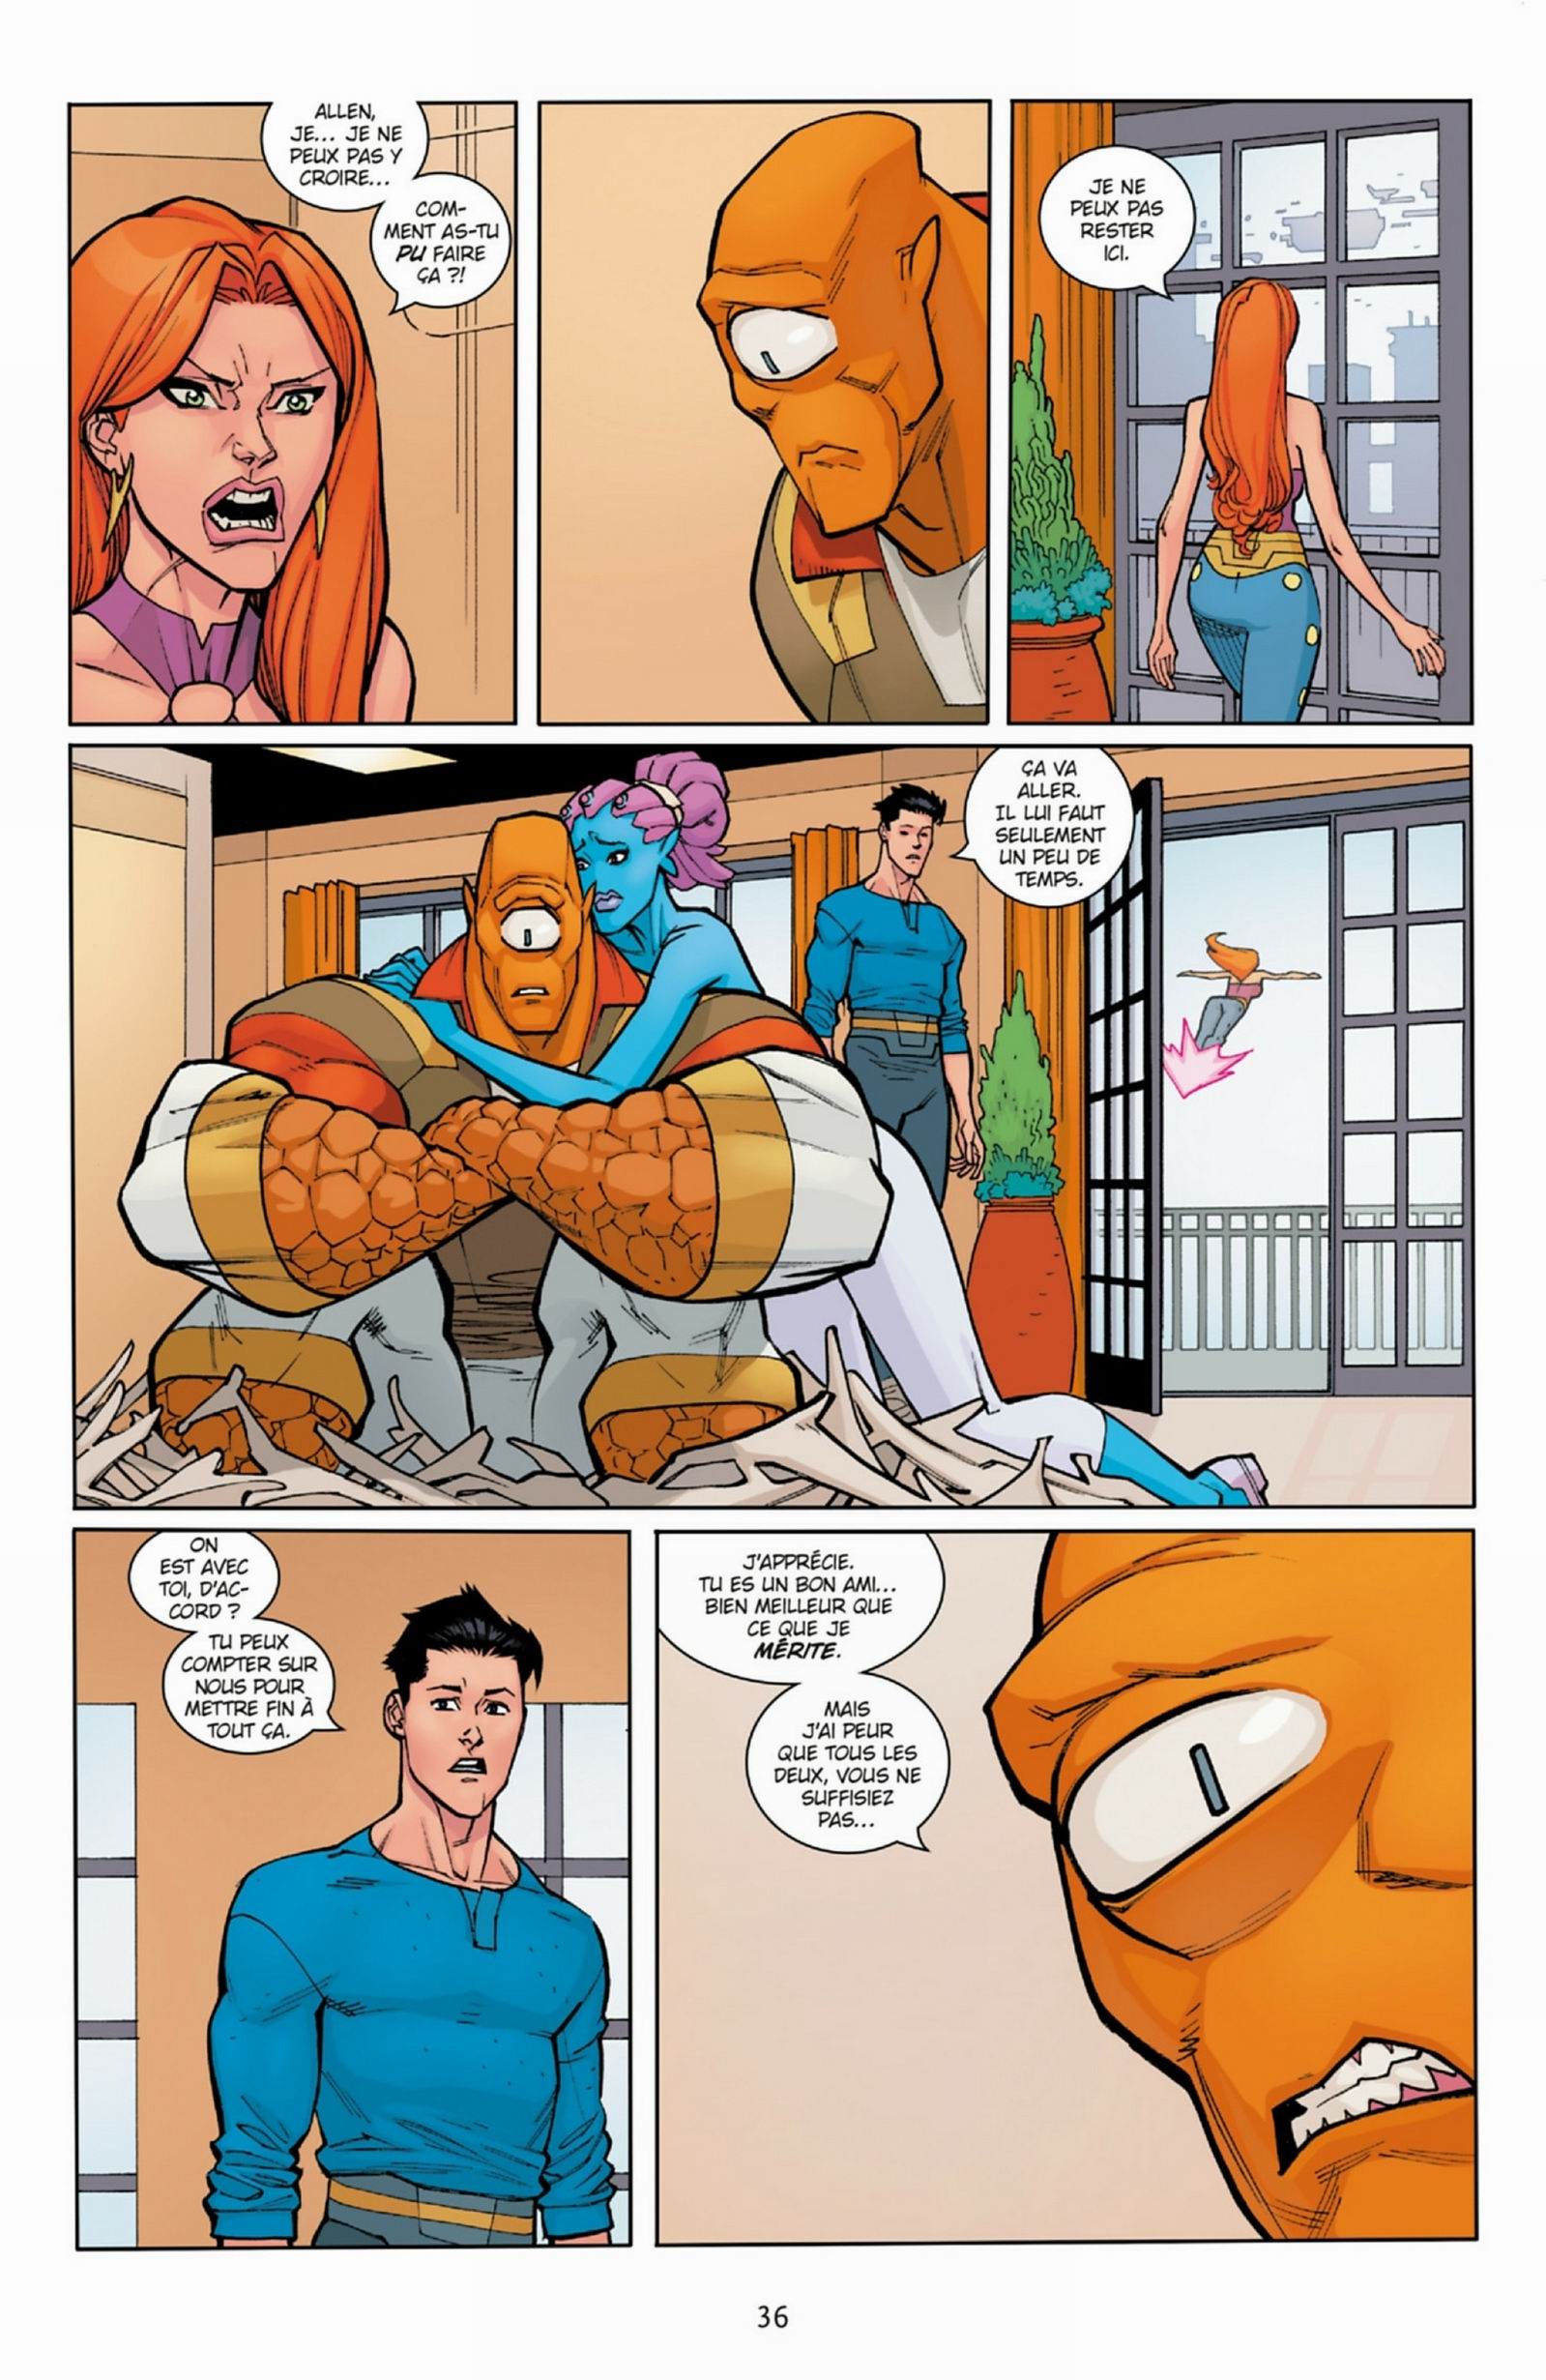 ALLEN,
JE... JE NE
PEUX PAS Y
CROIRE...
COM-
MENT AS-TU
PU FAIRE
ÇA ?!
JE NE
PEUX PAS
RESTER
ICI.
ÇA VA
ALLER.
IL LUI FAUT
SEULEMENT
UN PEU DE
TEMPS.
ON
EST AVEC
TOI, D'AC-
CORD ?
TU PEUX
COMPTER SUR
NOUS POUR
METTRE FIN À
TOUT ÇA.
J'APPRÉCIE.
TU ES UN BON AMI...
BIEN MEILLEUR QUE
CE QUE JE
MÉRITE.
MAIS
J'AI PEUR
QUE TOUS LES
DEUX, VOUS NE
SUFFISIEZ
PAS...
36